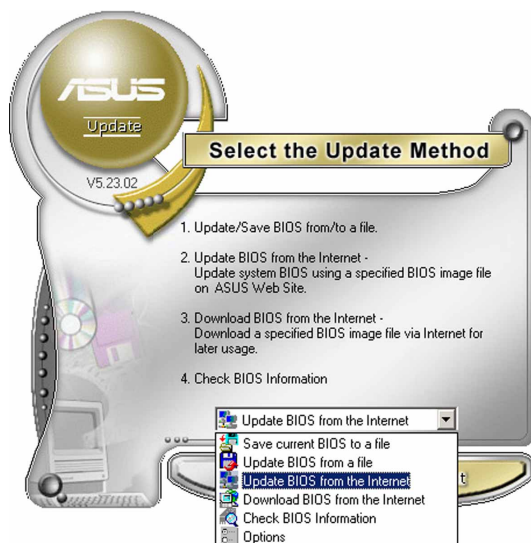 ASUS
Update
V5.23.02
Select the Update Method
1. Update/Save BIOS from/to a file.
2. Update BIOS from the Internet -
Update system BIOS using a specified BIOS image file
on ASUS Web Site.
3. Download BIOS from the Internet -
Download a specified BIOS image file via Internet for
later usage.
4. Check BIOS Information
Update BIOS from the Internet
Save current BIOS to a file
Update BIOS from a file
Update BIOS from the Internet
Download BIOS from the Internet
Check BIOS Information
Options